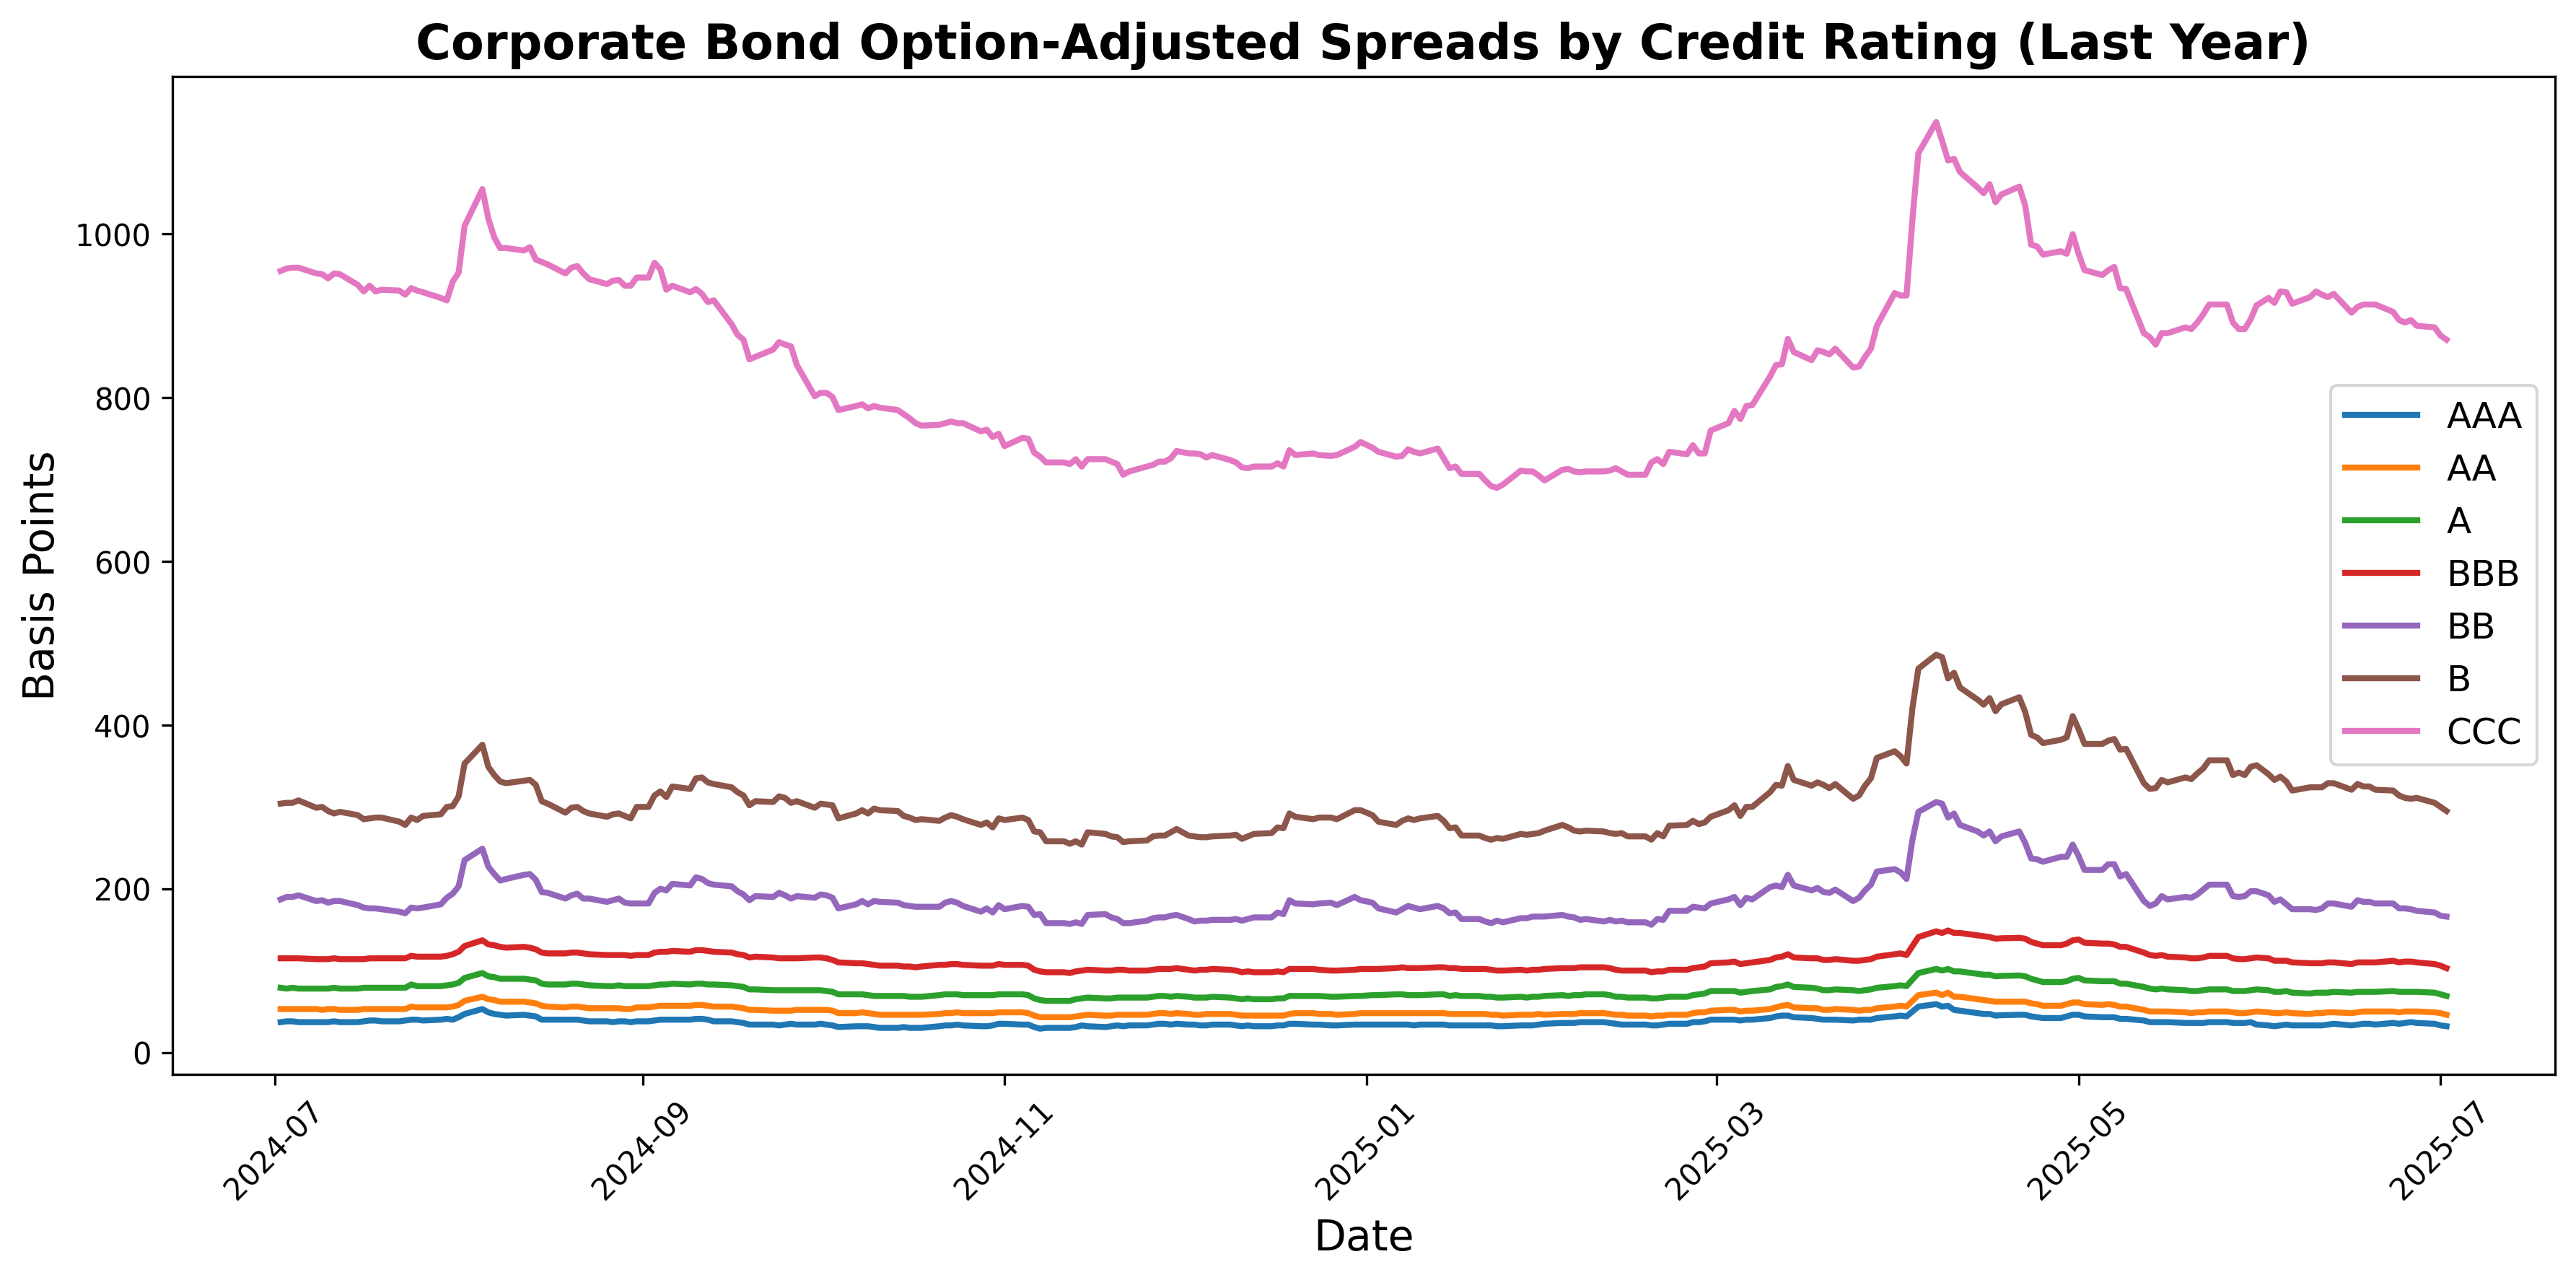 Corporate Bond Option-Adjusted Spreads by Credit Rating (Last Year)
Basis Points
1000
800
600
400
200
0
AAA
AA
A
BBB
BB
B
CCC
2024-07
2024-09
2024-11
2025-01
2025-03
2025-05
2025-07
Date